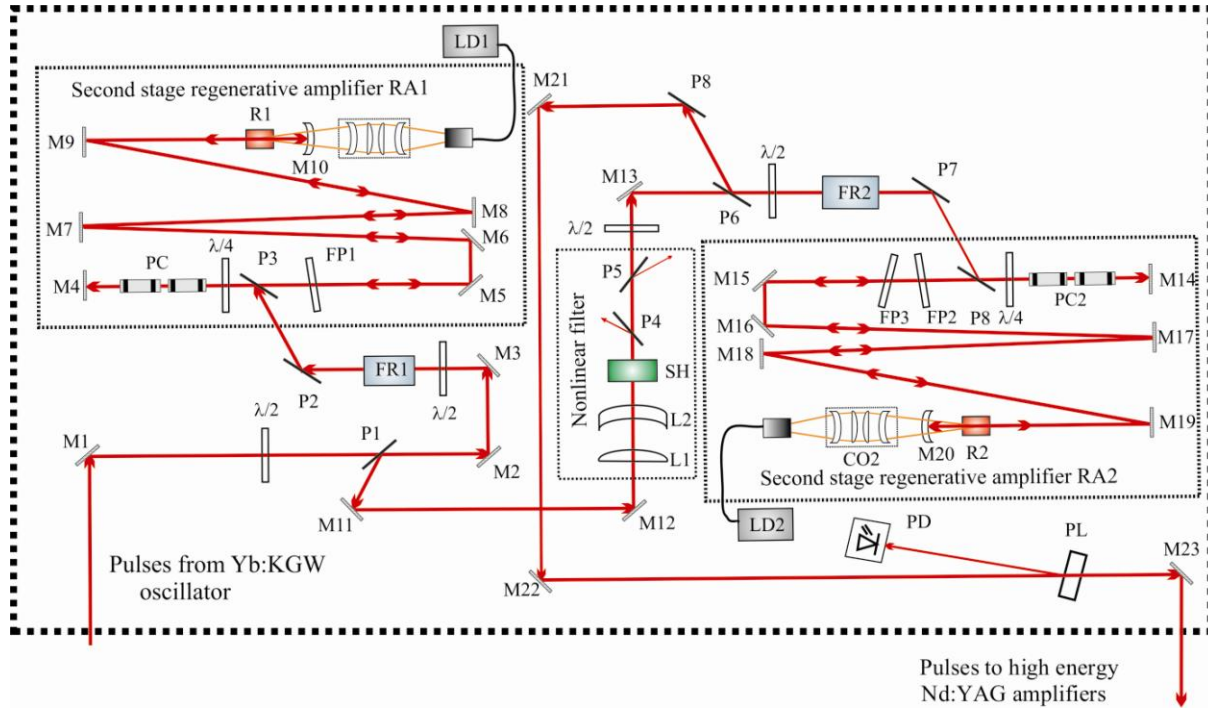 LD1
M21
P8
Second stage regenerative amplifier RA1
R1
M9
M10
λ/2
M13
P7
FR2
P6
M8
M7
λ/2
M6
λ/4
P3
FP1
PC
M4
M5
P5
M15
M14
Nonlinear filter
P4
M16
FP3
FP2
P8
λ/4
PC2
M17
M18
M3
FR1
SH
P2
λ/2
L2
λ/2
P1
M1
M2
L1
CO2
M20
R2
M19
Second stage regenerative amplifier RA2
M11
M12
LD2
PD
PL
M23
Pulses from Yb:KGW
oscillator
M22
Pulses to high energy
Nd:YAG amplifiers